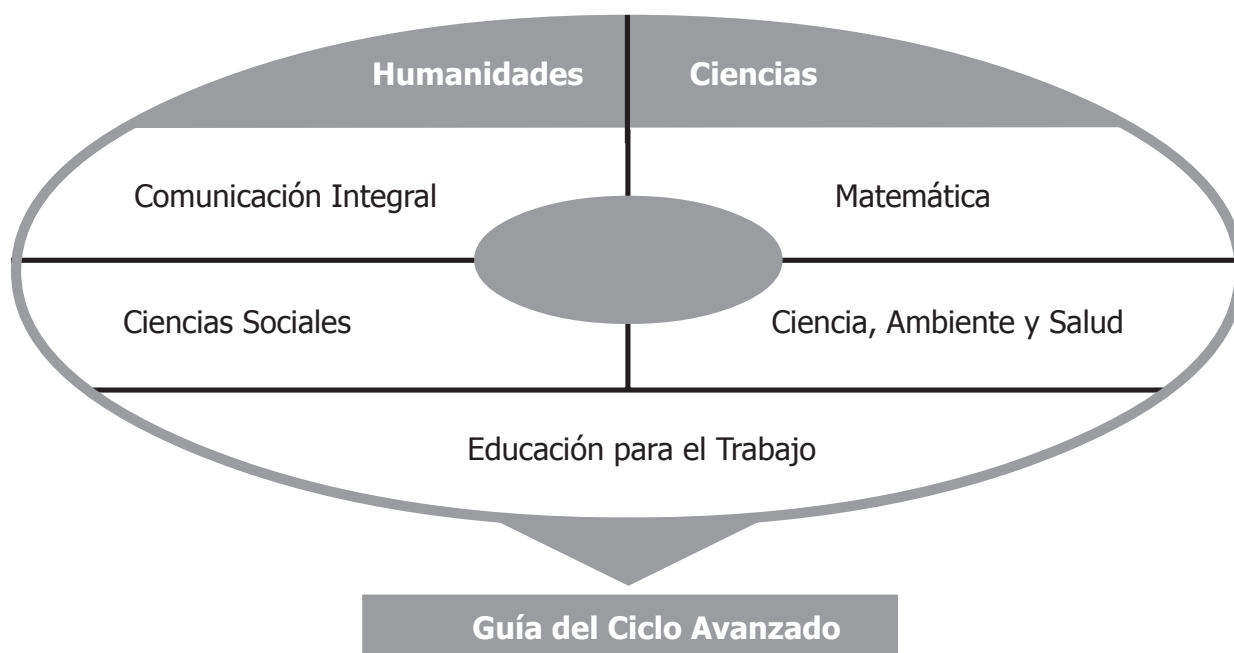 Humanidades
Ciencias
Comunicación Integral
Matemática
Ciencias Sociales
Ciencia, Ambiente y Salud
Educación para el Trabajo
Guía del Ciclo Avanzado